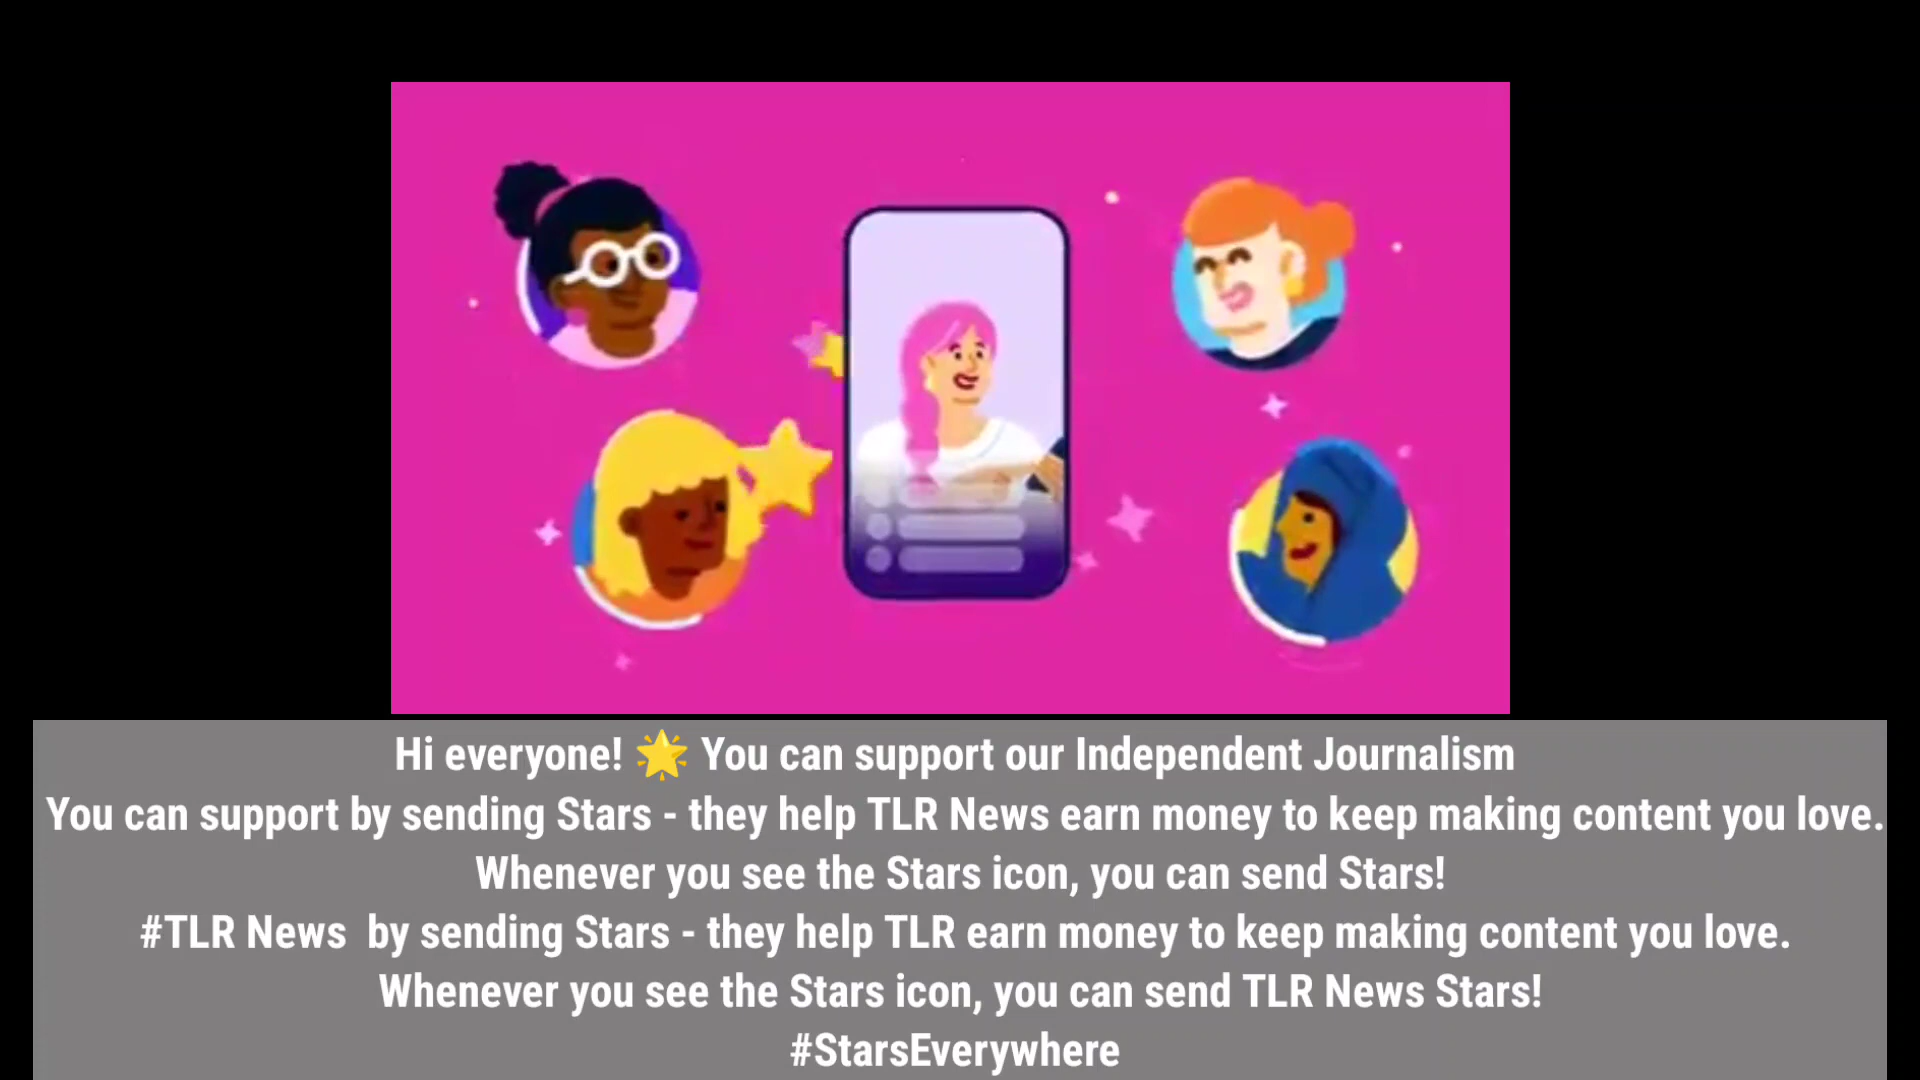 Hi everyone! 🌟 You can support our Independent Journalism
You can support by sending Stars - they help TLR News earn money to keep making content you love.
Whenever you see the Stars icon, you can send Stars!
#TLR News  by sending Stars - they help TLR earn money to keep making content you love.
Whenever you see the Stars icon, you can send TLR News Stars!
#StarsEverywhere